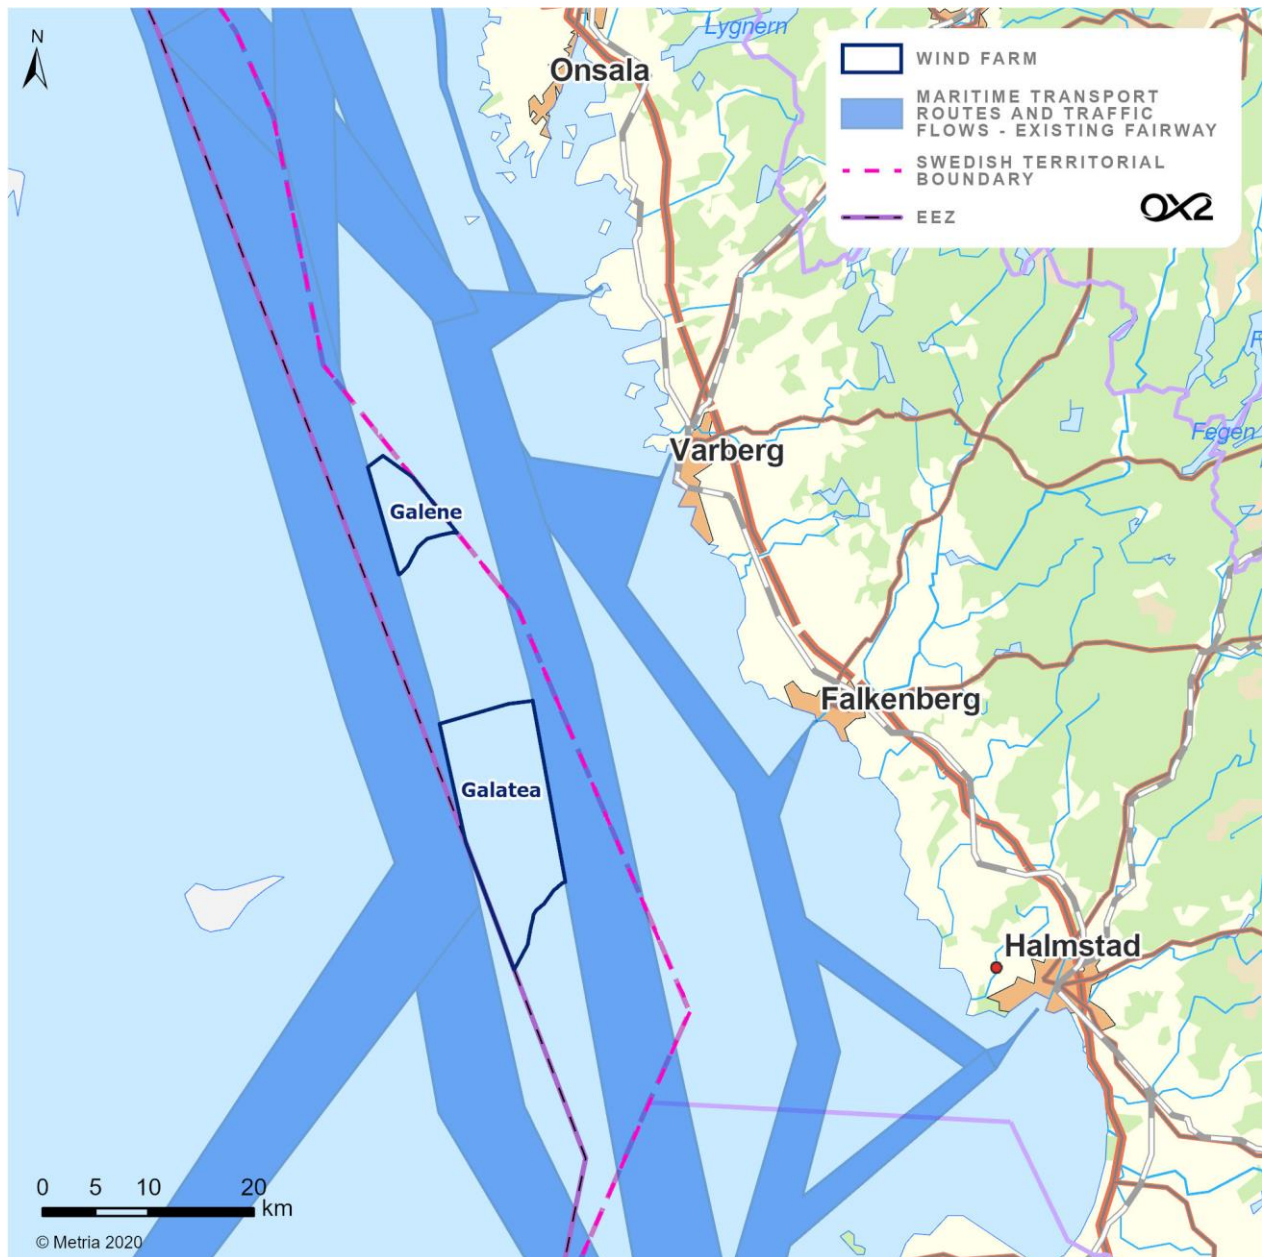 N
Lygnern
Onsala
WIND FARM
MARITIME TRANSPORT
ROUTES AND TRAFFIC
FLOWS - EXISTING FAIRWAY
SWEDISH TERRITORIAL
BOUNDARY
EEZ
OX2
F
Varberg
Fegen
Galene
Falkenberg
Galatea
Halmstad
0 5 10 20
km
© Metria 2020